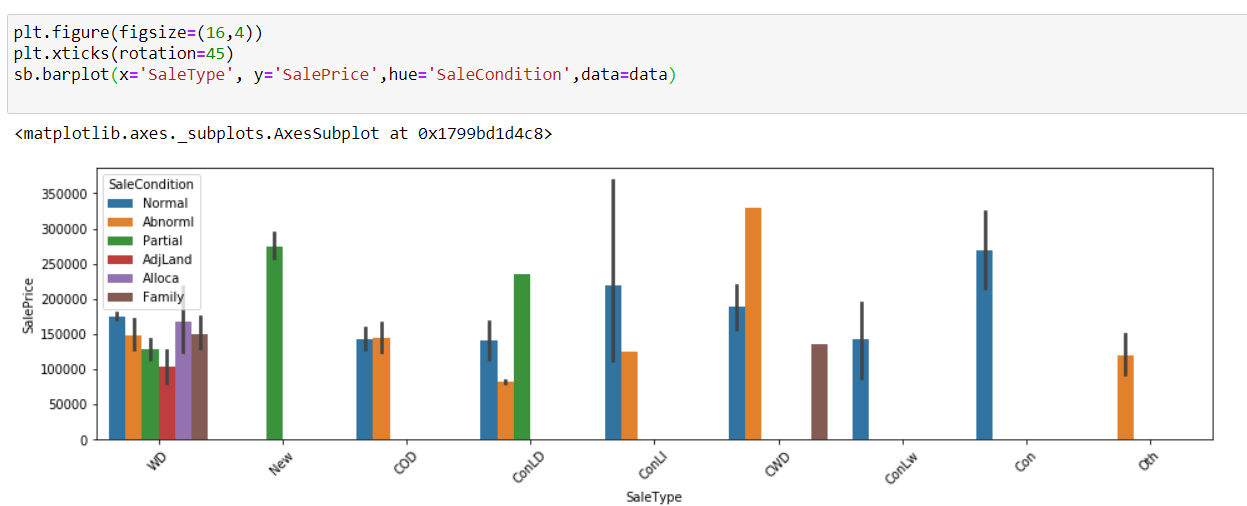 plt.figure(figsize=(16,4))
plt.xticks(rotation=45)
sb.barplot(x='SaleType', y='SalePrice',hue='SaleCondition',data=data)
<matplotlib.axes._subplots.AxesSubplot at 0x1799bd1d4c8>
SaleCondition
Normal
Abnorml
Partial
AdjLand
Alloca
Family
350000
300000
250000
200000
150000
100000
50000
0
SalePrice
WD New COD ConLD ConLI CWD ConLw Con Oth
SaleType